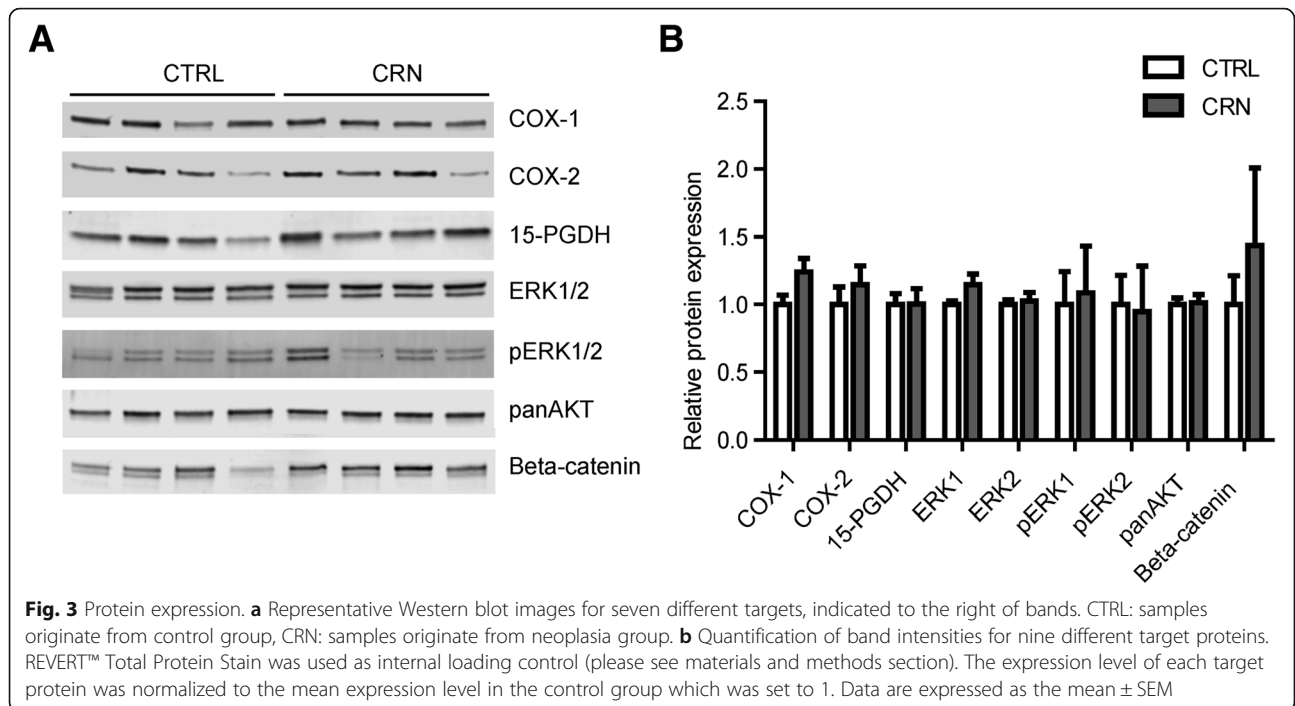 A
CTRL CRN
COX-1
COX-2
15-PGDH
ERK1/2
pERK1/2
panAKT
Beta-catenin
B
CTRL
CRN
Relative protein expression
2.5
2.0
1.5
1.0
0.5
0.0
COX-1 COX-2 15-PGDH ERK1 ERK2 pERK1 pERK2 panAKT Beta-catenin
Fig. 3 Protein expression. a Representative Western blot images for seven different targets, indicated to the right of bands. CTRL: samples
originate from control group, CRN: samples originate from neoplasia group. b Quantification of band intensities for nine different target proteins.
REVERT™ Total Protein Stain was used as internal loading control (please see materials and methods section). The expression level of each target
protein was normalized to the mean expression level in the control group which was set to 1. Data are expressed as the mean ± SEM